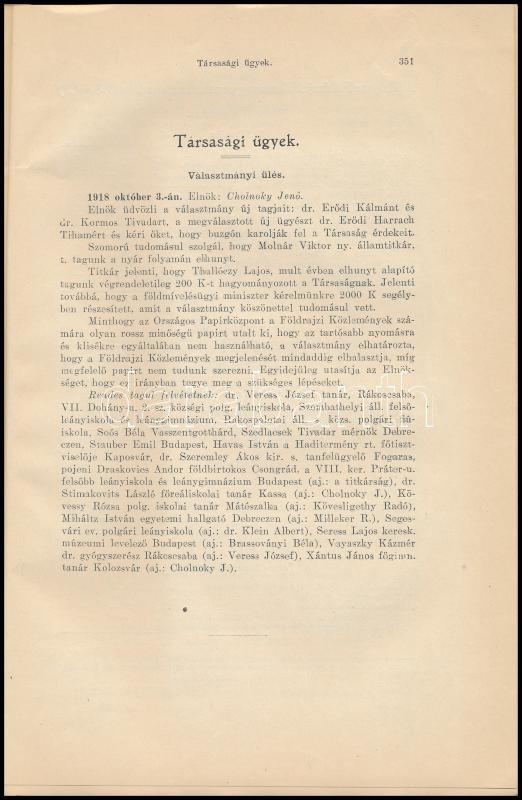 Társasági ügyek.
351
Társasági ügyek.
Választmányi ülés.
1918 október 3.-án. Elnök: Cholnoky Jenő.
Elnök üdvözli a választmány új tagjait: dr. Erődi Kálmánt és
dr. Kormos Tivadart, a megválasztott új ügyészt dr. Erődi Harrach
Tihamért és kéri őket, hogy buzgón karolják fel a Társaság érdekeit.
Szomorú tudomásul szolgál, hogy Molnár Viktor ny. államtitkár,
t. tagunk a nyár folyamán elhunyt.
Titkár jelenti, hogy Thallóczy Lajos, mult évben elhunyt alapító
tagunk végrendeletileg 200 K-t hagyományozott a Társaságnak. Jelenti
továbbá, hogy a földmívelésügyi miniszter kérelmünkre 2000 K segély-
ben részesített, amit a választmány köszönettel tudomásul vett.
Minthogy az Országos Papirközpont a Földrajzi Közlemények szá-
mára olyan rossz minőségű papirt utalt ki, hogy az tartósabb nyomásra
és klisékre egyáltalában nem használható, a választmány elhatározta,
hogy a Földrajzi Közlemények megjelenését mindaddig elhalasztja, míg
megfelelő papirt nem tudunk szerezni. Egyidejüleg utasítja az Elnök-
séget, hogy ez irányban tegye meg a szükséges lépéseket.
Rendes tagul felvétetnek: dr. Veress József tanár, Rákoscsaba,
VII. Dohány-u. 2. sz. községi polg. leányiskola, Szombathelyi áll. felső-
leányiskola és leánygimnázium, Rákospalotai áll. s. közs. polgári fiú-
iskola, Soós Béla Vasszentgotthárd, Szedlacsek Tivadar mérnök Debre-
czen, Stauber Emil Budapest, Havas István a Haditermény rt. főtiszt-
viselője Kaposvár, dr. Szeremley Ákos kir. s. tanfelügyelő Fogaras,
pojeni Draskovics Andor földbirtokos Csongrád, a VIII. ker. Práter-u.
felsőbb leányiskola és leánygimnázium Budapest (aj.: a titkárság), dr.
Stimakovits László főreáliskolai tanár Kassa (aj.: Cholnoky J.), Kö-
vessy Rózsa polg. iskolai tanár Mátészalka (aj.: Kövesligethy Radó),
Miháltz István egyetemi hallgató Debreczen (aj.: Milleker R.), Seges-
vári ev. polgári leányiskola (aj.: dr. Klein Albert), Seress Lajos keresk.
múzeumi levelező Budapest (aj.: Brassoványi Béla), Vayaszky Kázmér
dr. gyógyszerész Rákoscsaba (aj.: Veress József), Xántus János főgimn.
tanár Kolozsvár (aj.: Cholnoky J.).